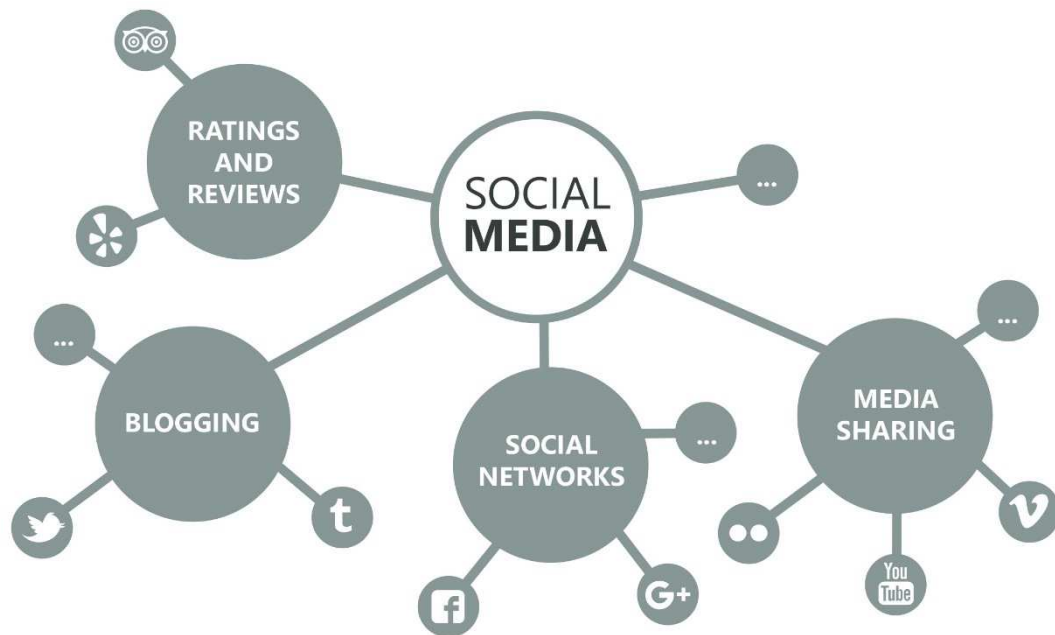 RATINGS
AND
REVIEWS
SOCIAL
MEDIA
...
...
BLOGGING
t
SOCIAL
NETWORKS
...
f
G+
...
MEDIA
SHARING
You
Tube
v